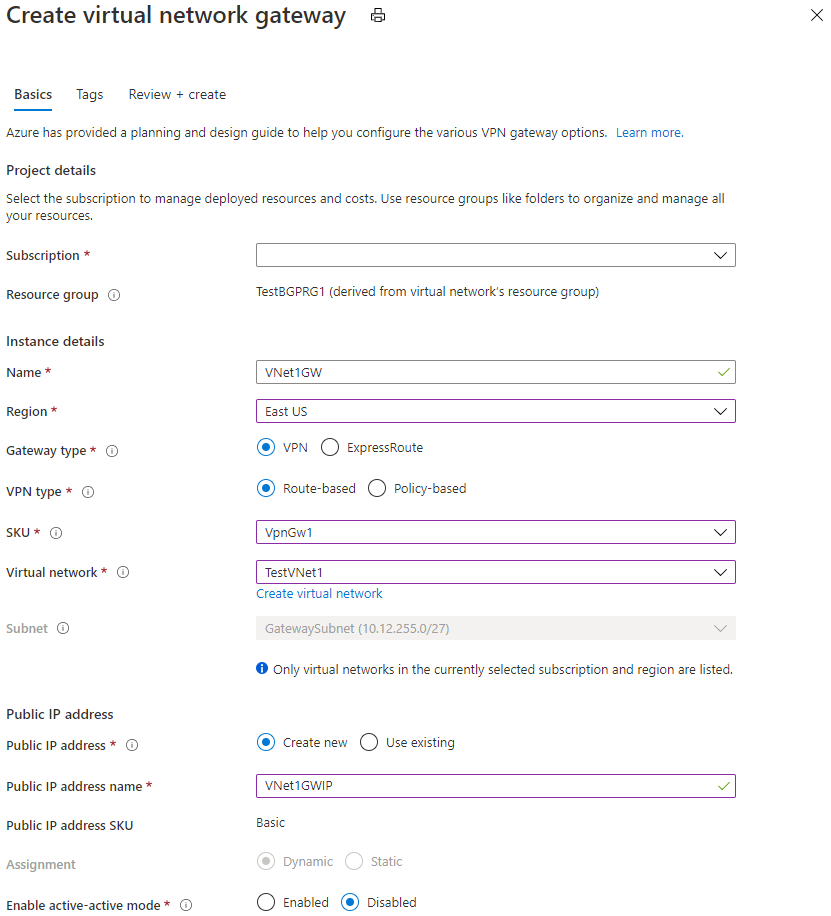 Create virtual network gateway
Basics Tags Review + create
Azure has provided a planning and design guide to help you configure the various VPN gateway options. Learn more.
Project details
Select the subscription to manage deployed resources and costs. Use resource groups like folders to organize and manage all
your resources.
Subscription *
Resource group TestBGPRG1 (derived from virtual network's resource group)
Instance details
Name * VNet1GW
Region * East US
Gateway type * VPN ExpressRoute
VPN type * Route-based Policy-based
SKU * VpnGw1
Virtual network * TestVNet1
Create virtual network
Subnet GatewaySubnet (10.12.255.0/27)
Only virtual networks in the currently selected subscription and region are listed.
Public IP address
Public IP address * Create new Use existing
Public IP address name * VNet1GWIP
Public IP address SKU Basic
Assignment Dynamic Static
Enable active-active mode * Enabled Disabled